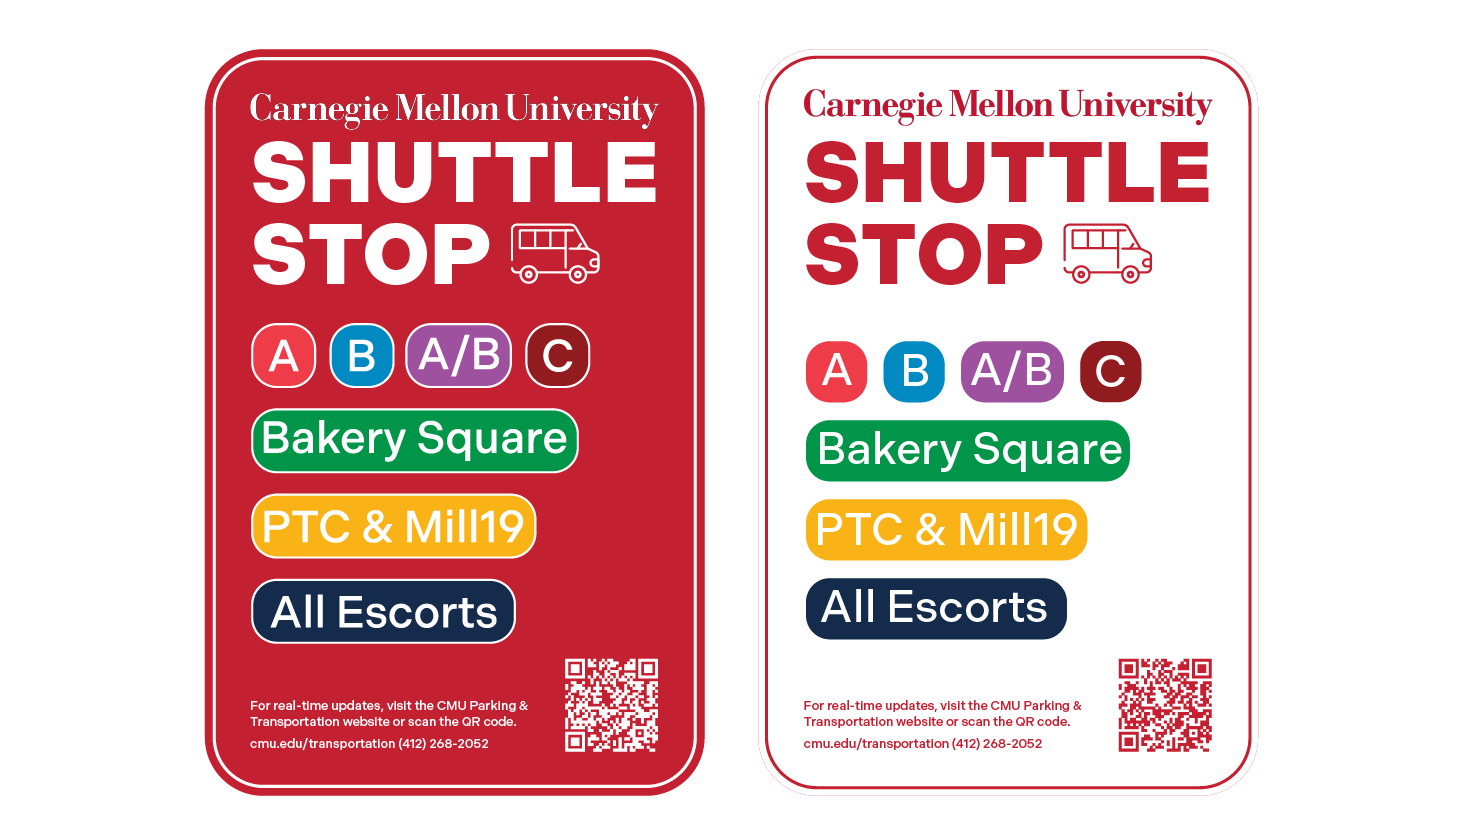 Carnegie Mellon University
SHUTTLE
STOP
A B A/B C
Bakery Square
PTC & Mill19
All Escorts
For real-time updates, visit the CMU Parking &
Transportation website or scan the QR code.
cmu.edu/transportation (412) 268-2052
Carnegie Mellon University
SHUTTLE
STOP
A B A/B C
Bakery Square
PTC & Mill19
All Escorts
For real-time updates, visit the CMU Parking &
Transportation website or scan the QR code.
cmu.edu/transportation (412) 268-2052